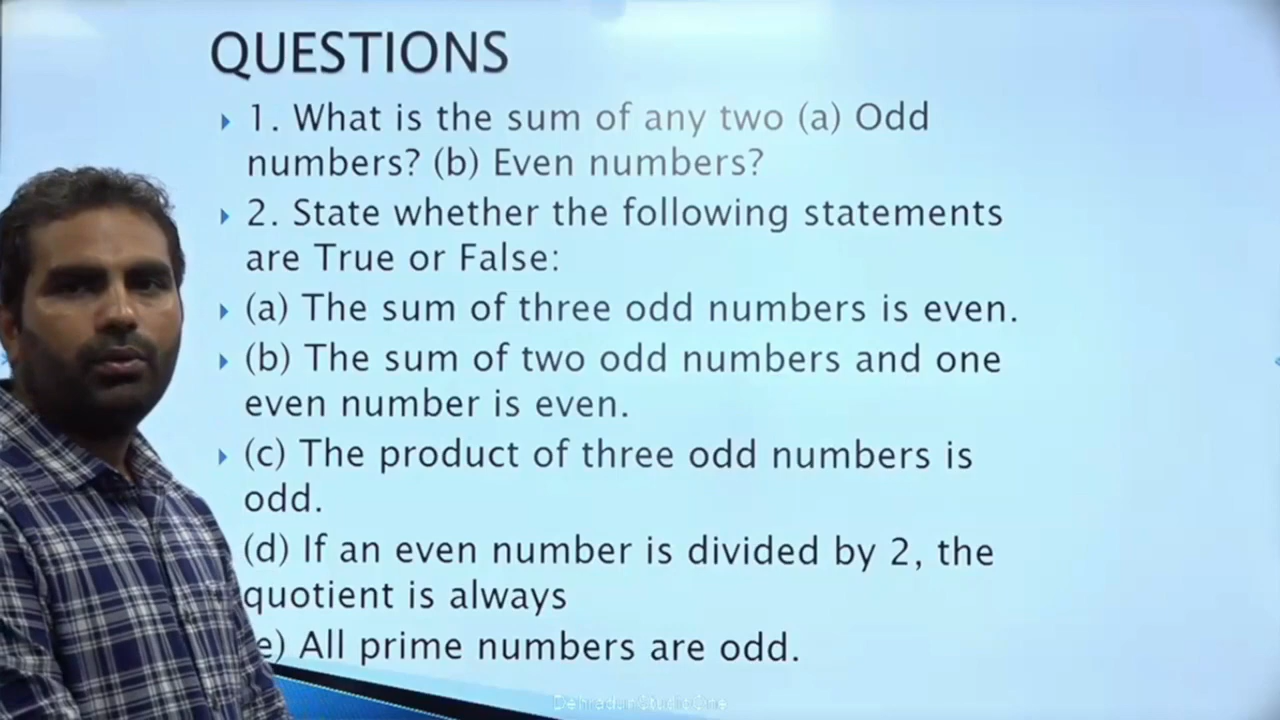 QUESTIONS
1. What is the sum of any two (a) Odd
numbers? (b) Even numbers?
2. State whether the following statements
are True or False:
(a) The sum of three odd numbers is even.
(b) The sum of two odd numbers and one
even number is even.
(c) The product of three odd numbers is
odd.
(d) If an even number is divided by 2, the
quotient is always
e) All prime numbers are odd.
DehradunStudioOne